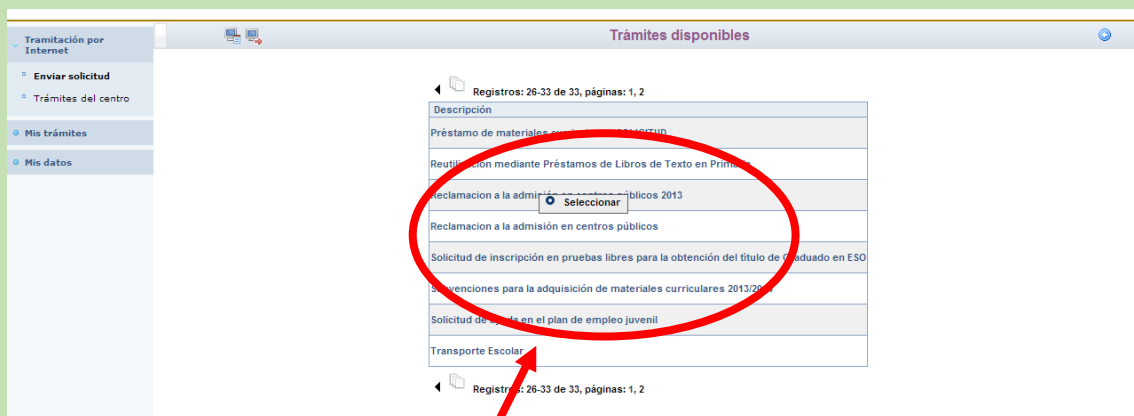 Tramitación por Internet
Enviar solicitud
Trámites del centro
Mis trámites
Mis datos
Trámites disponibles
Registros: 26-33 de 33, páginas: 1, 2
Descripción
Préstamo de materiales
Reutilización mediante Préstamos de Libros de Texto en Primaria
Reclamacion a la admisión en centros públicos 2013
Seleccionar
Reclamacion a la admisión en centros públicos
Solicitud de inscripción en pruebas libres para la obtención del título de Graduado en ESO
Subvenciones para la adquisición de materiales curriculares 2013/2014
Solicitud de ayuda en el plan de empleo juvenil
Transporte Escolar
Registros: 26-33 de 33, páginas: 1, 2